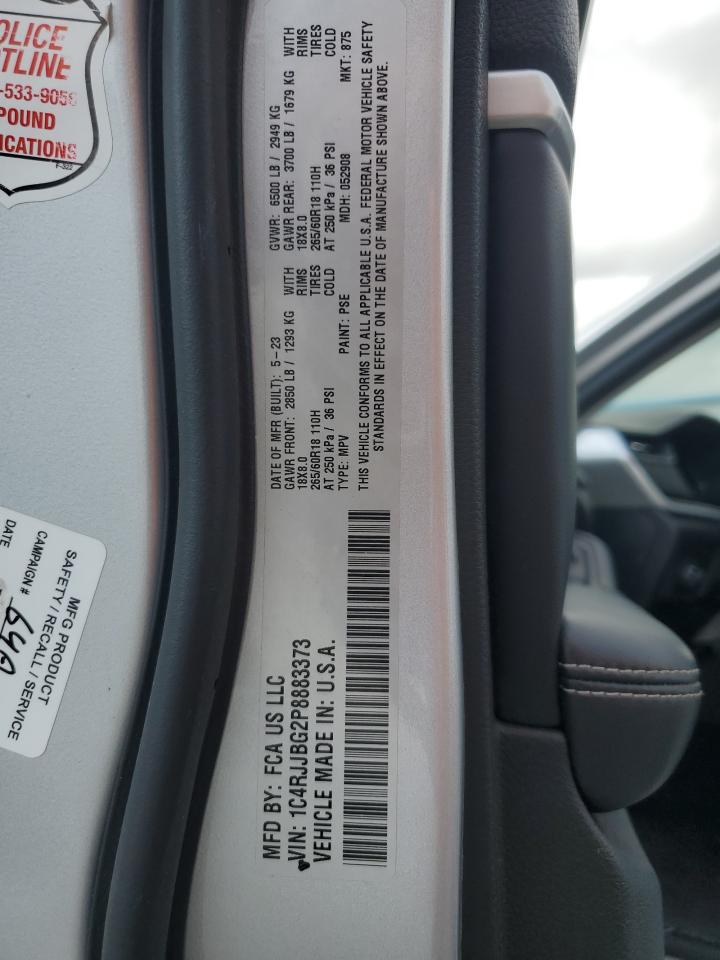 MFD BY: FCA US LLC
VIN: 1C4RJJBG2P8883373
VEHICLE MADE IN: U.S.A.
DATE OF MFR (BUILT): 5-23
GAWR FRONT: 2850 LB / 1293 KG WITH
18X8.0 RIMS
265/60R18 110H TIRES
AT 250 kPa / 36 PSI COLD
TYPE: MPV PAINT: PSE
GVWR: 6500 LB / 2949 KG
GAWR REAR: 3700 LB / 1679 KG WITH
18X8.0 RIMS
265/60R18 110H TIRES
AT 250 kPa / 36 PSI COLD
MDH: 052908 MKT: 875
THIS VEHICLE CONFORMS TO ALL APPLICABLE U.S.A. FEDERAL MOTOR VEHICLE SAFETY
STANDARDS IN EFFECT ON THE DATE OF MANUFACTURE SHOWN ABOVE.
OLICE
TLINE
-533-905
POUND
ICATIONS
MFG PRODUCT
SAFETY / RECALL / SERVICE
CAMPAIGN # 64A
DATE